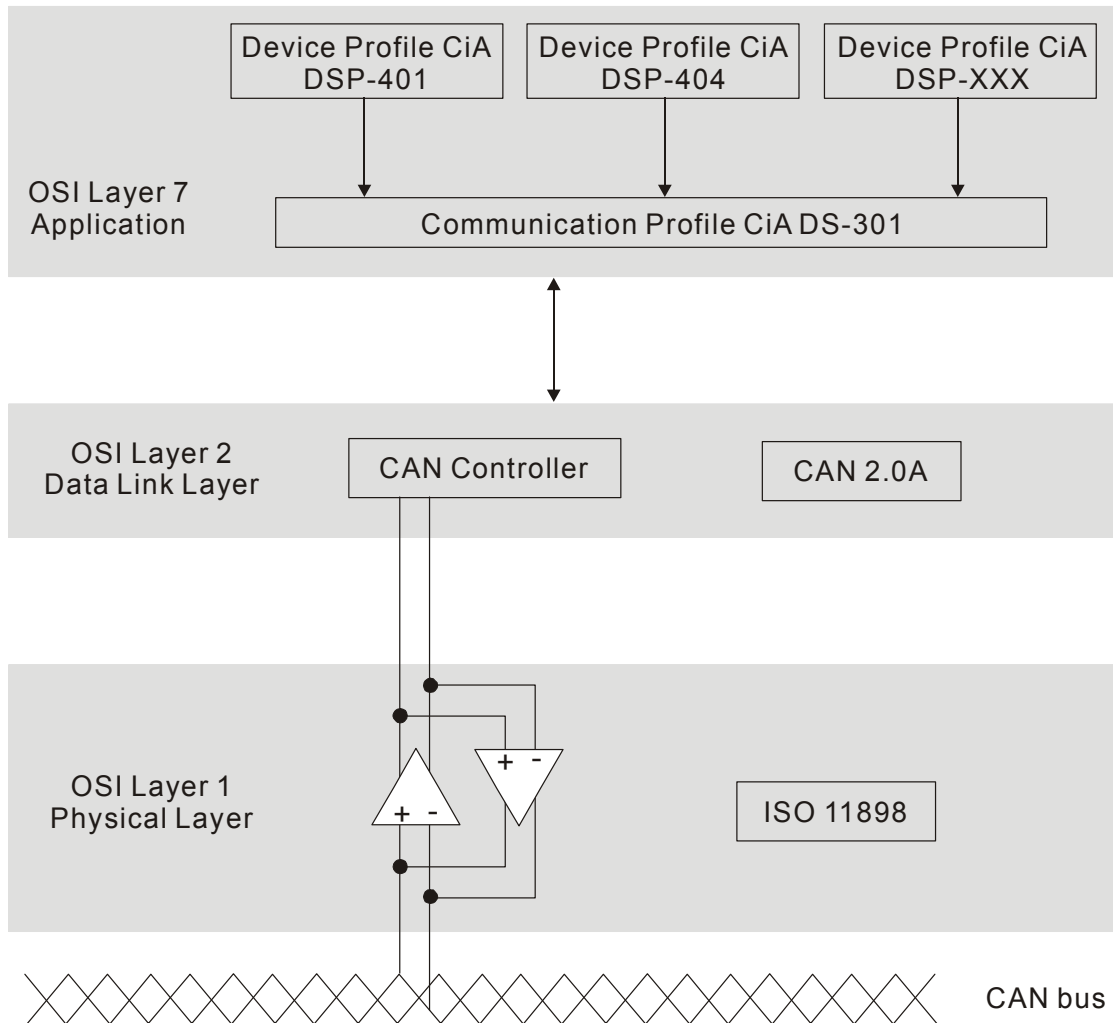 Device Profile CiA
DSP-401
Device Profile CiA
DSP-404
Device Profile CiA
DSP-XXX
OSI Layer 7
Application
Communication Profile CiA DS-301
OSI Layer 2
Data Link Layer
CAN Controller
CAN 2.0A
OSI Layer 1
Physical Layer
+ -
+ -
ISO 11898
CAN bus